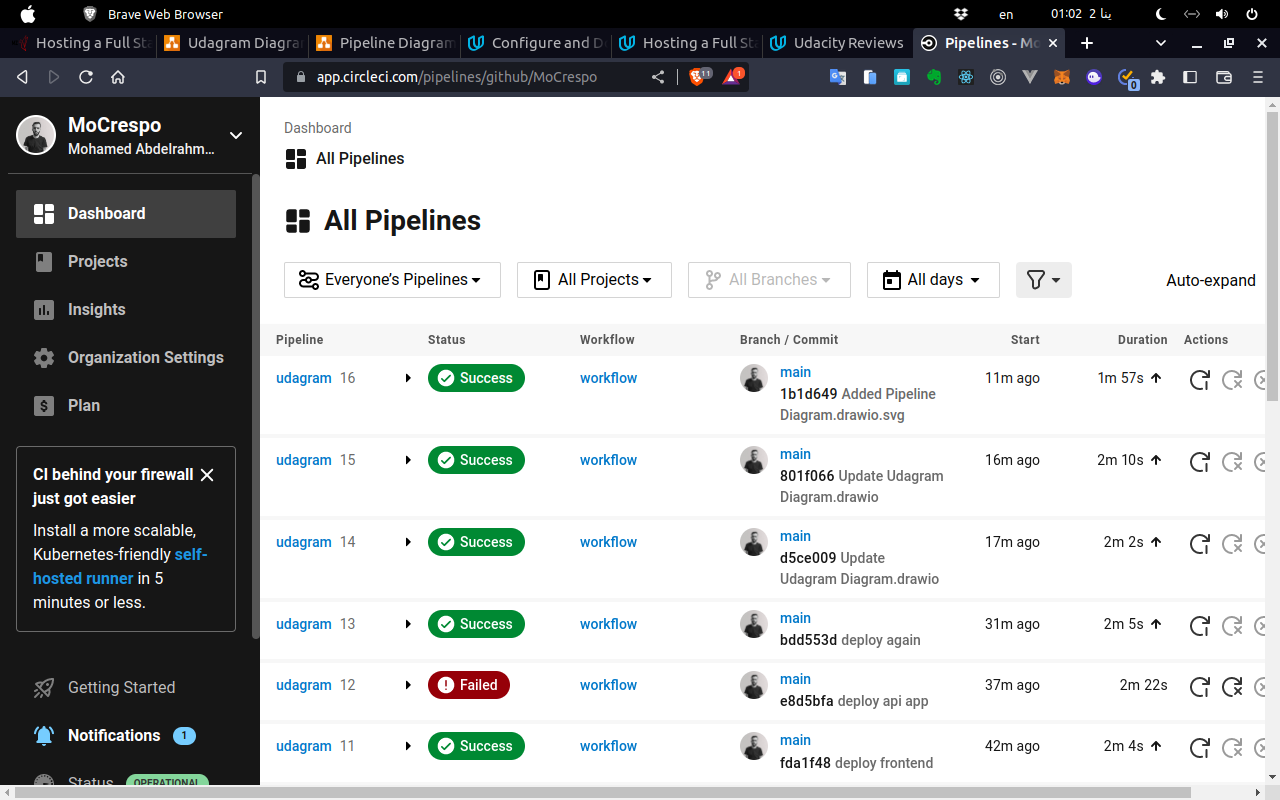 Brave Web Browser
en
01:02 2 ينا
Hosting a Full Sta
Udagram Diagra
Pipeline Diagram
Configure and D
Hosting a Full Sta
Udacity Reviews
Pipelines - Mo
app.circleci.com/pipelines/github/MoCrespo
11
1
0
MoCrespo
Mohamed Abdelrahm...
Dashboard
Projects
Insights
Organization Settings
Plan
CI behind your firewall
just got easier
Install a more scalable,
Kubernetes-friendly self-
hosted runner in 5
minutes or less.
Getting Started
Notifications 1
Status OPERATIONAL
Dashboard
All Pipelines
All Pipelines
Everyone's Pipelines
All Projects
All Branches
All days
Auto-expand
Pipeline Status Workflow Branch / Commit Start Duration Actions
udagram 16 Success workflow main 11m ago 1m 57s
1b1d649 Added Pipeline
Diagram.drawio.svg
udagram 15 Success workflow main 16m ago 2m 10s
801f066 Update Udagram
Diagram.drawio
udagram 14 Success workflow main 17m ago 2m 2s
d5ce009 Update
Udagram Diagram.drawio
udagram 13 Success workflow main 31m ago 2m 5s
bdd553d deploy again
udagram 12 Failed workflow main 37m ago 2m 22s
e8d5bfa deploy api app
udagram 11 Success workflow main 42m ago 2m 4s
fda1f48 deploy frontend